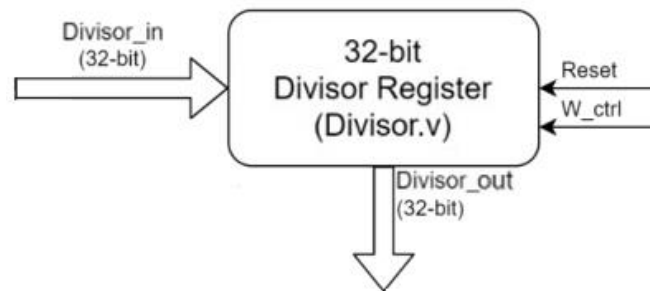 Divisor_in
(32-bit)
32-bit
Divisor Register
(Divisor.v)
Reset
W_ctrl
Divisor_out
(32-bit)